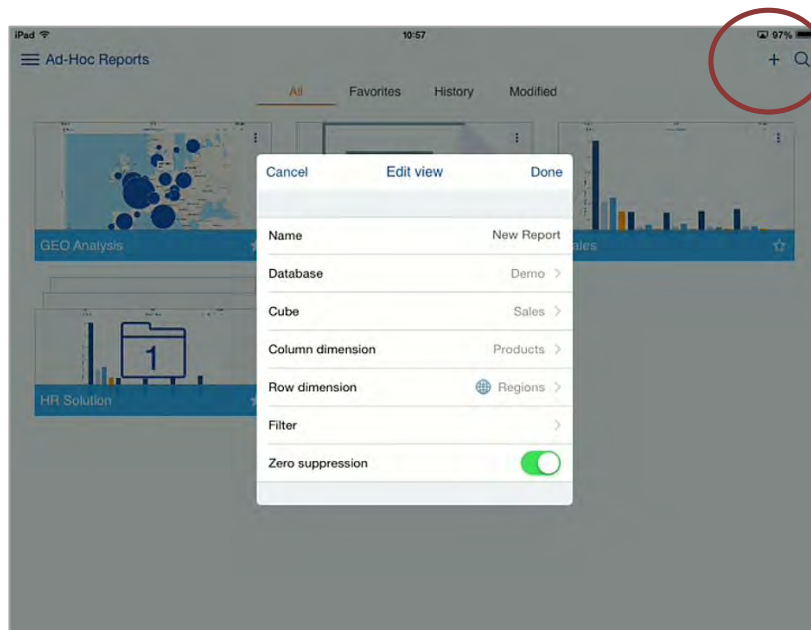 iPad 10:57 97%
Ad-Hoc Reports +
All Favorites History Modified
Cancel Edit view Done
Name New Report
Database Demo
Cube Sales
Column dimension Products
Row dimension Regions
Filter
Zero suppression
GEO Analysis
ales
1
HR Solution